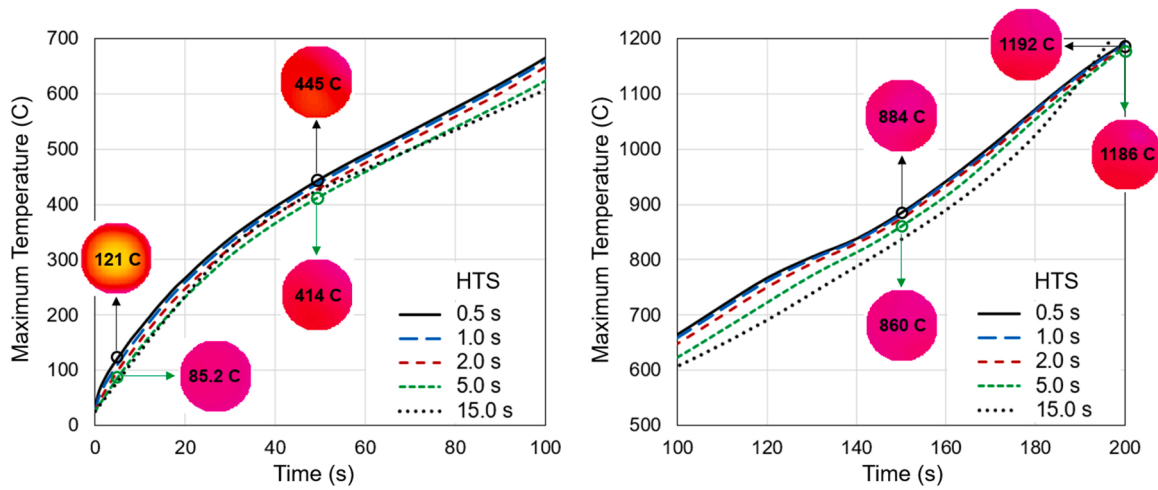 Maximum Temperature (C)
700
600
500
400
300
200
100
0
445 C
121 C
414 C
85.2 C
HTS
0.5 s
1.0 s
2.0 s
5.0 s
15.0 s
0 20 40 60 80 100
Time (s)
Maximum Temperature (C)
1200
1100
1000
900
800
700
600
500
1192 C
884 C
1186 C
860 C
HTS
0.5 s
1.0 s
2.0 s
5.0 s
15.0 s
100 120 140 160 180 200
Time (s)